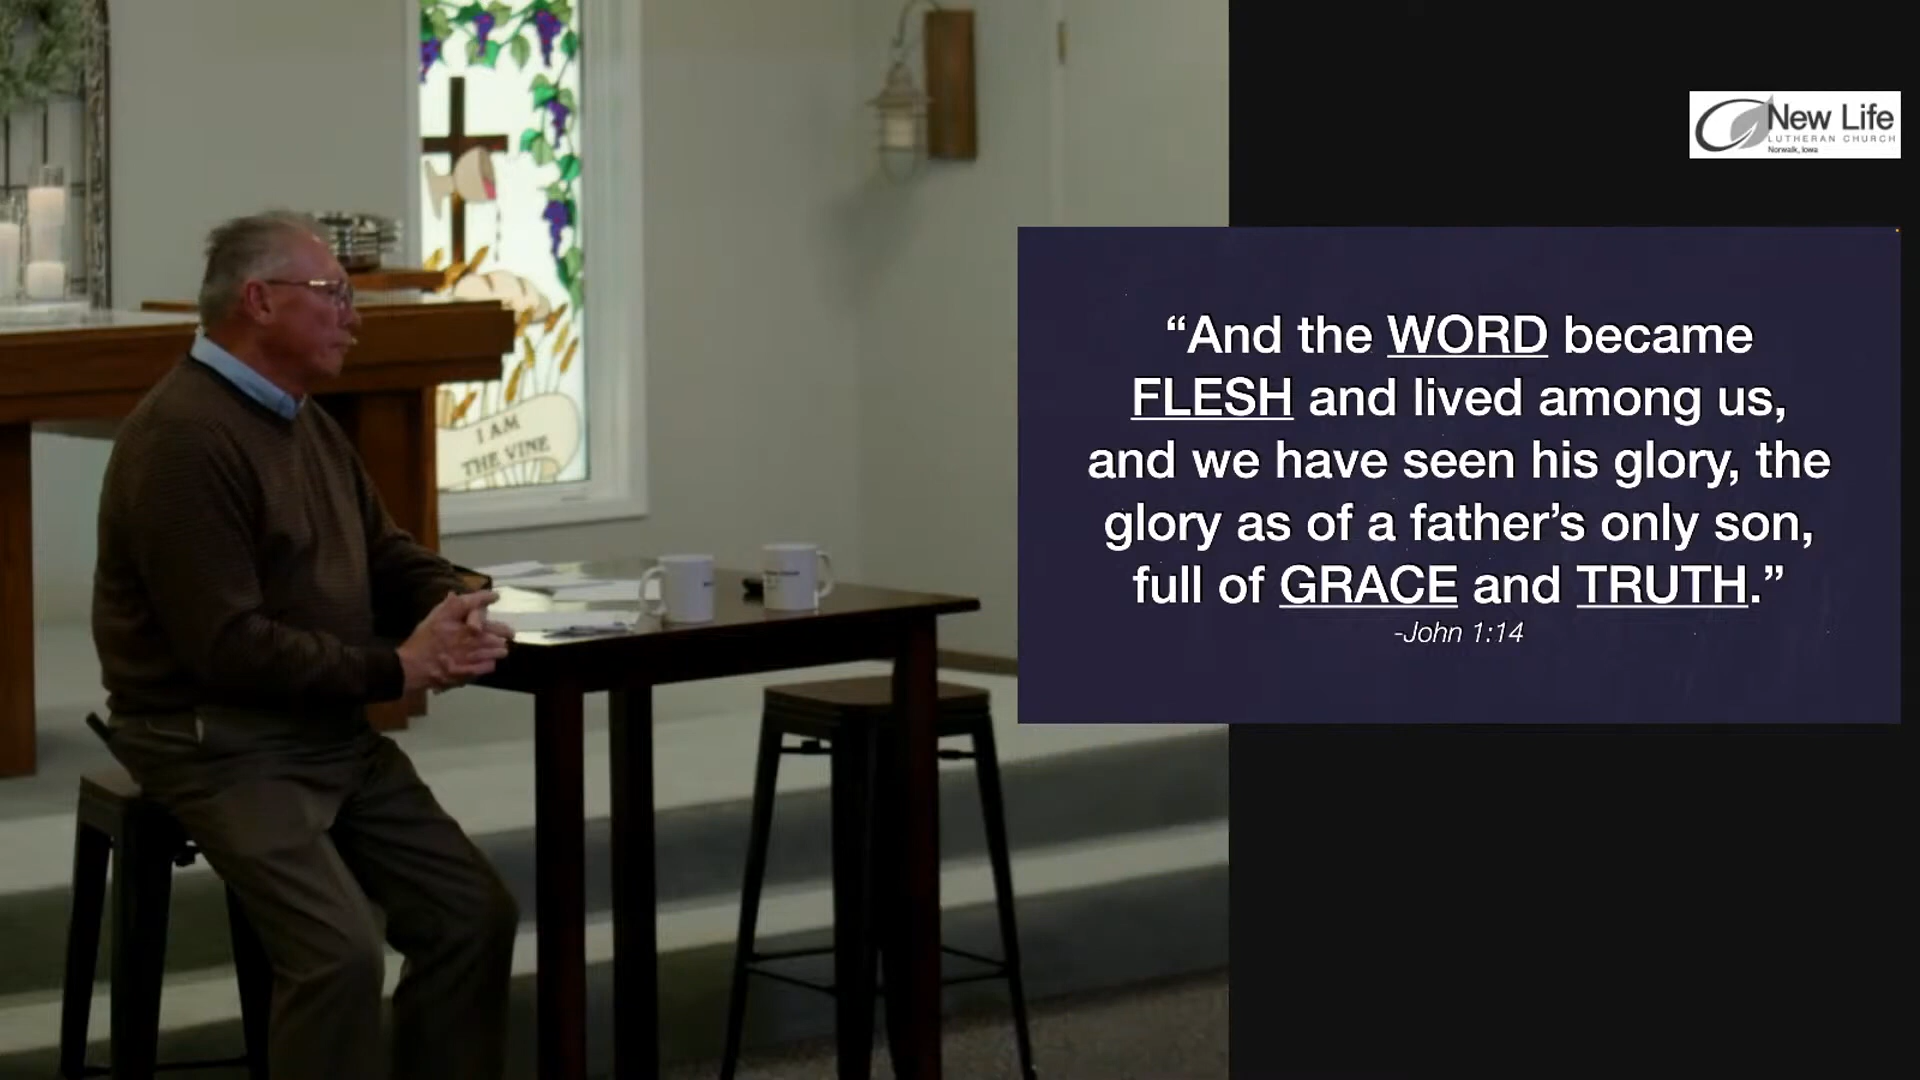 New Life
LUTHERAN CHURCH
Norwalk, Iowa
“And the WORD became
FLESH and lived among us,
and we have seen his glory, the
glory as of a father’s only son,
full of GRACE and TRUTH.”
-John 1:14
I AM
THE VINE